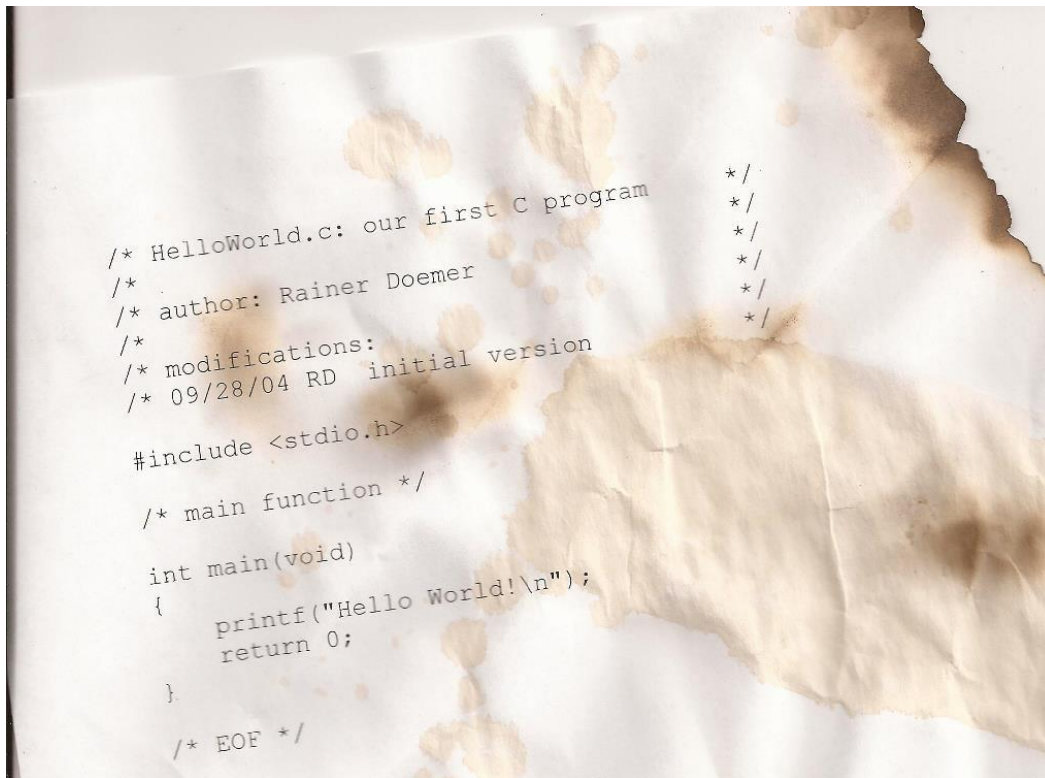 /* HelloWorld.c: our first C program */
/* */
/* author: Rainer Doemer */
/* */
/* modifications: */
/* 09/28/04 RD  initial version */
#include <stdio.h>
/* main function */
int main(void)
{
    printf("Hello World!\n");
    return 0;
}
/* EOF */